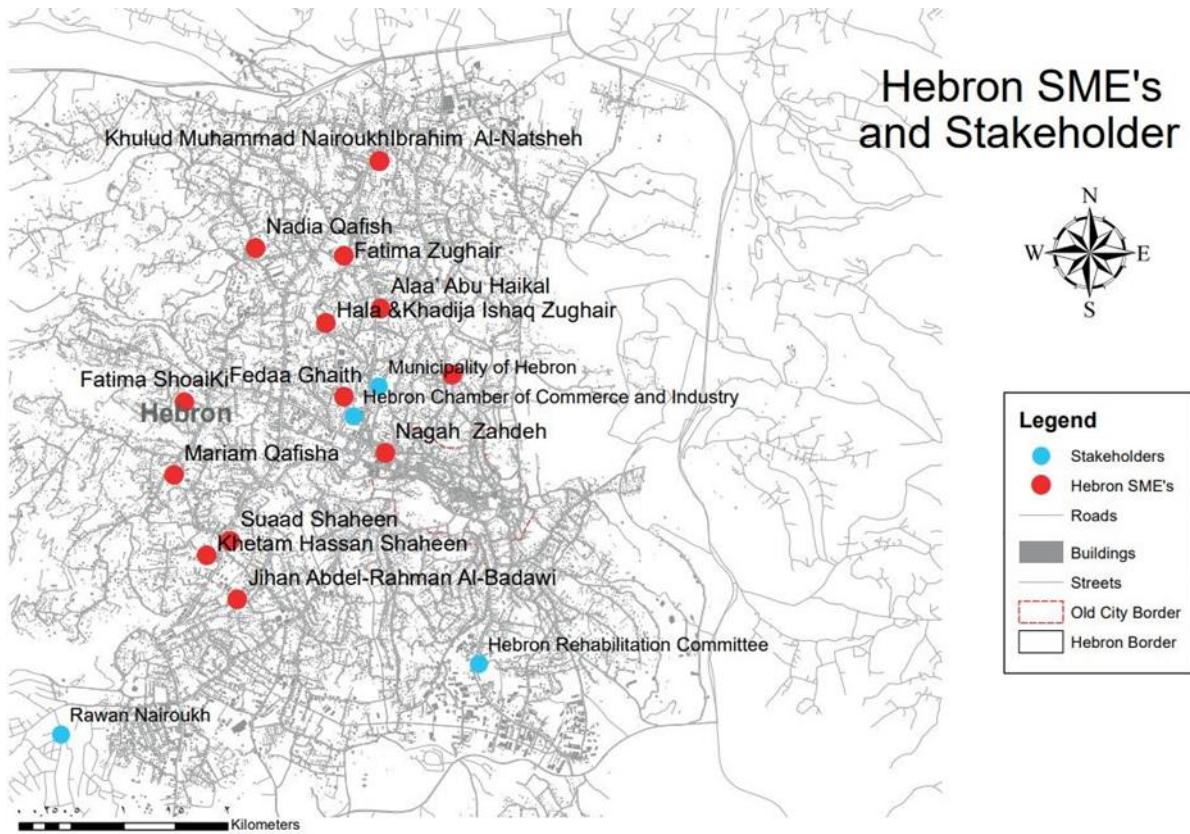 Hebron SME's
and Stakeholder
Khulud Muhammad NairoukhIbrahim Al-Natsheh
Nadia Qafish
Fatima Zughair
Alaa' Abu Haikal
Hala &Khadija Ishaq Zughair
Municipality of Hebron
Fatima ShoaiKi
Fedaa Ghaith
Hebron Chamber of Commerce and Industry
Hebron
Nagah Zahdeh
Mariam Qafisha
Suaad Shaheen
Khetam Hassan Shaheen
Jihan Abdel-Rahman Al-Badawi
Hebron Rehabilitation Committee
Rawan Nairoukh
Kilometers
N
W
E
S
Legend
Stakeholders
Hebron SME's
Roads
Buildings
Streets
Old City Border
Hebron Border